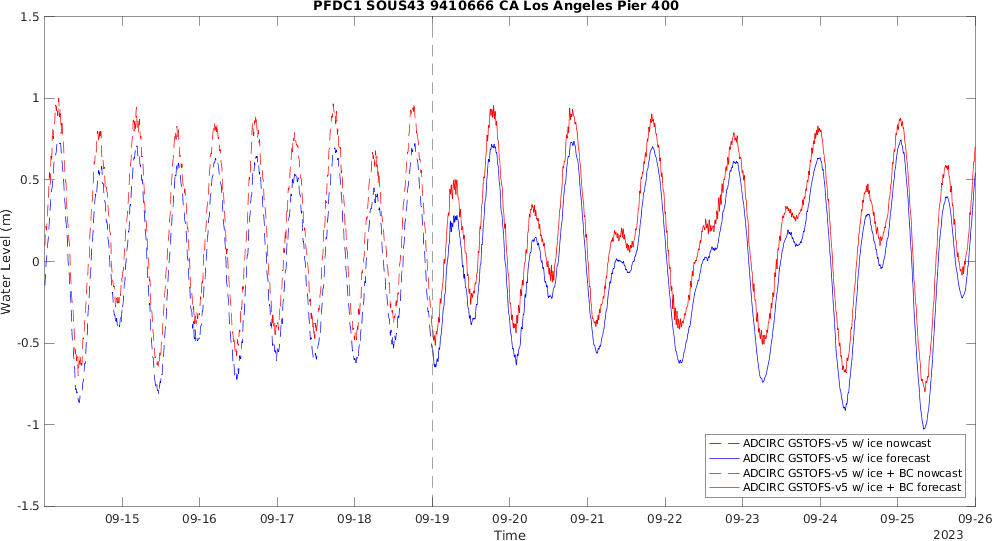 PFDC1 SOUS43 9410666 CA Los Angeles Pier 400
1.5
1
0.5
0
-0.5
-1
-1.5
Water Level (m)
09-15 09-16 09-17 09-18 09-19 09-20 09-21 09-22 09-23 09-24 09-25 09-26
Time
2023
ADCIRC GSTOFS-v5 w/ ice nowcast
ADCIRC GSTOFS-v5 w/ ice forecast
ADCIRC GSTOFS-v5 w/ ice + BC nowcast
ADCIRC GSTOFS-v5 w/ ice + BC forecast